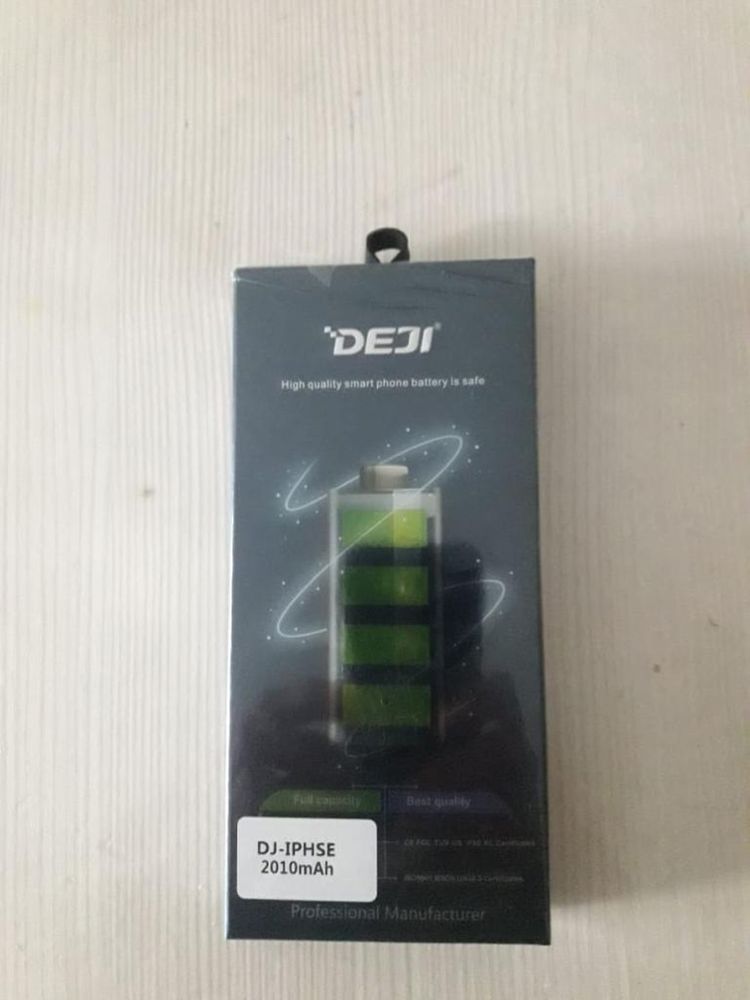 DEJI®
High quality smart phone battery is safe
Full capacity
Best quality
DJ-IPHSE
2010mAh
Professional Manufacturer